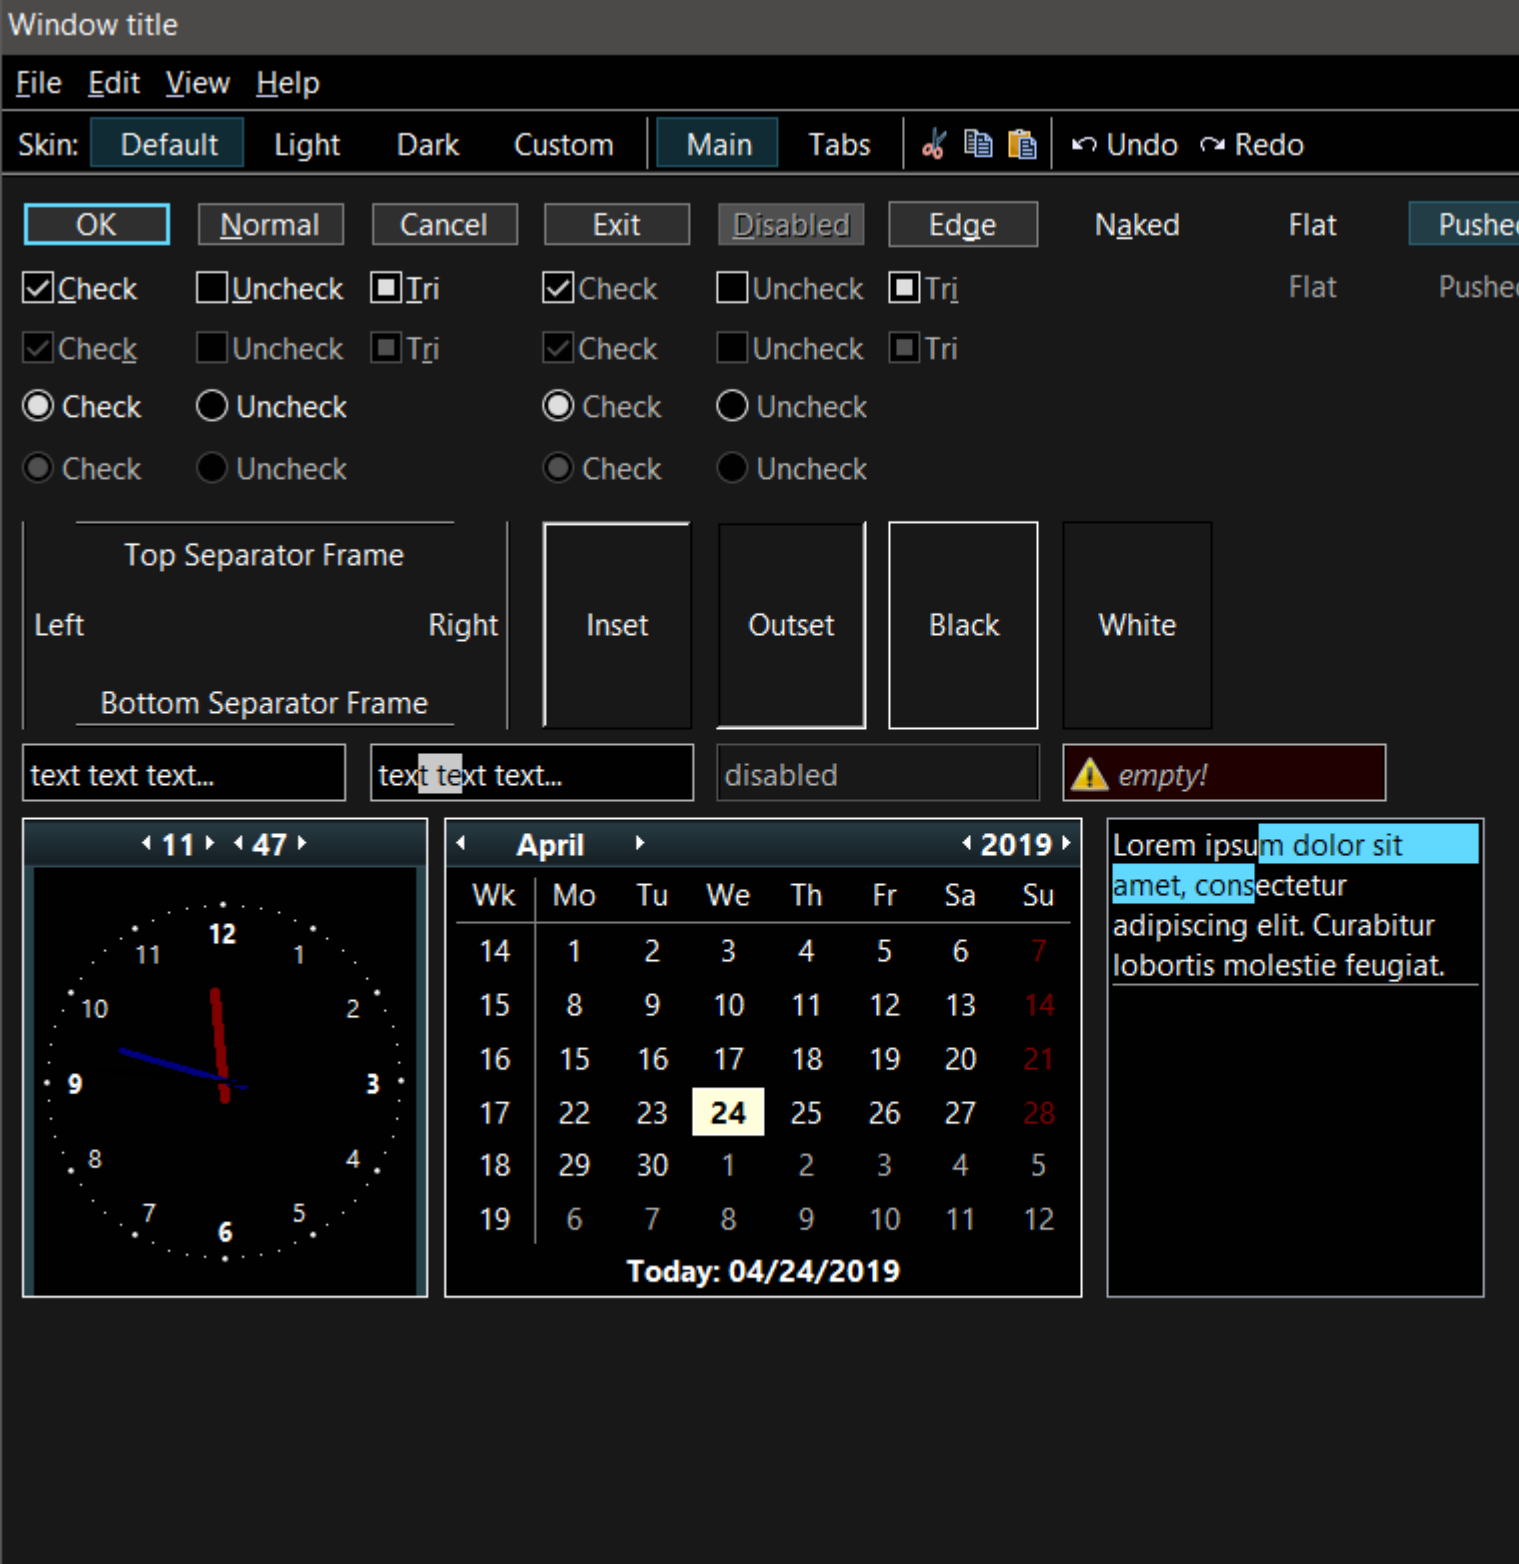 Window title
File Edit View Help
Skin: Default Light Dark Custom Main Tabs Undo Redo
OK Normal Cancel Exit Disabled Edge Naked Flat Pushe
Check Uncheck Tri Check Uncheck Tri Flat Pushe
Check Uncheck Tri Check Uncheck Tri
Check Uncheck Check Uncheck
Check Uncheck Check Uncheck
Top Separator Frame
Left Right Inset Outset Black White
Bottom Separator Frame
text text text... text text text... disabled empty!
11 47
12
1
2
3
4
5
6
7
8
9
10
11
April 2019
Wk Mo Tu We Th Fr Sa Su
14 1 2 3 4 5 6 7
15 8 9 10 11 12 13 14
16 15 16 17 18 19 20 21
17 22 23 24 25 26 27 28
18 29 30 1 2 3 4 5
19 6 7 8 9 10 11 12
Today: 04/24/2019
Lorem ipsum dolor sit
amet, consectetur
adipiscing elit. Curabitur
lobortis molestie feugiat.